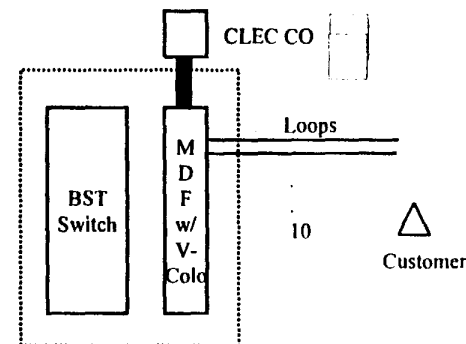 CLEC CO
Loops
M
D
F
w/
V-
Colo
BST
Switch
10
Customer